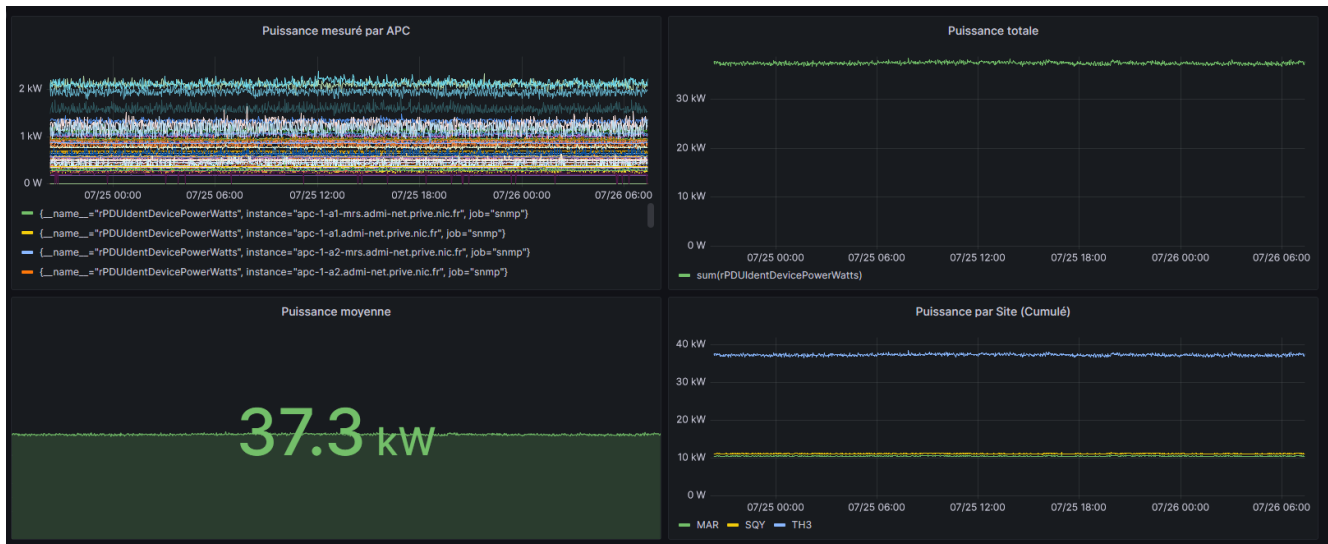 Puissance mesuré par APC
2 kW
1 kW
0 W
07/25 00:00 07/25 06:00 07/25 12:00 07/25 18:00 07/26 00:00 07/26 06:00
{__name__="rPDUIdentDevicePowerWatts", instance="apc-1-a1-mrs.admi-net.prive.nic.fr", job="snmp"}
{__name__="rPDUIdentDevicePowerWatts", instance="apc-1-a1.admi-net.prive.nic.fr", job="snmp"}
{__name__="rPDUIdentDevicePowerWatts", instance="apc-1-a2-mrs.admi-net.prive.nic.fr", job="snmp"}
{__name__="rPDUIdentDevicePowerWatts", instance="apc-1-a2.admi-net.prive.nic.fr", job="snmp"}
Puissance totale
30 kW
20 kW
10 kW
0 W
07/25 00:00 07/25 06:00 07/25 12:00 07/25 18:00 07/26 00:00 07/26 06:00
sum(rPDUIdentDevicePowerWatts)
Puissance moyenne
37.3 kW
Puissance par Site (Cumulé)
40 kW
30 kW
20 kW
10 kW
0 W
07/25 00:00 07/25 06:00 07/25 12:00 07/25 18:00 07/26 00:00 07/26 06:00
MAR SQY TH3